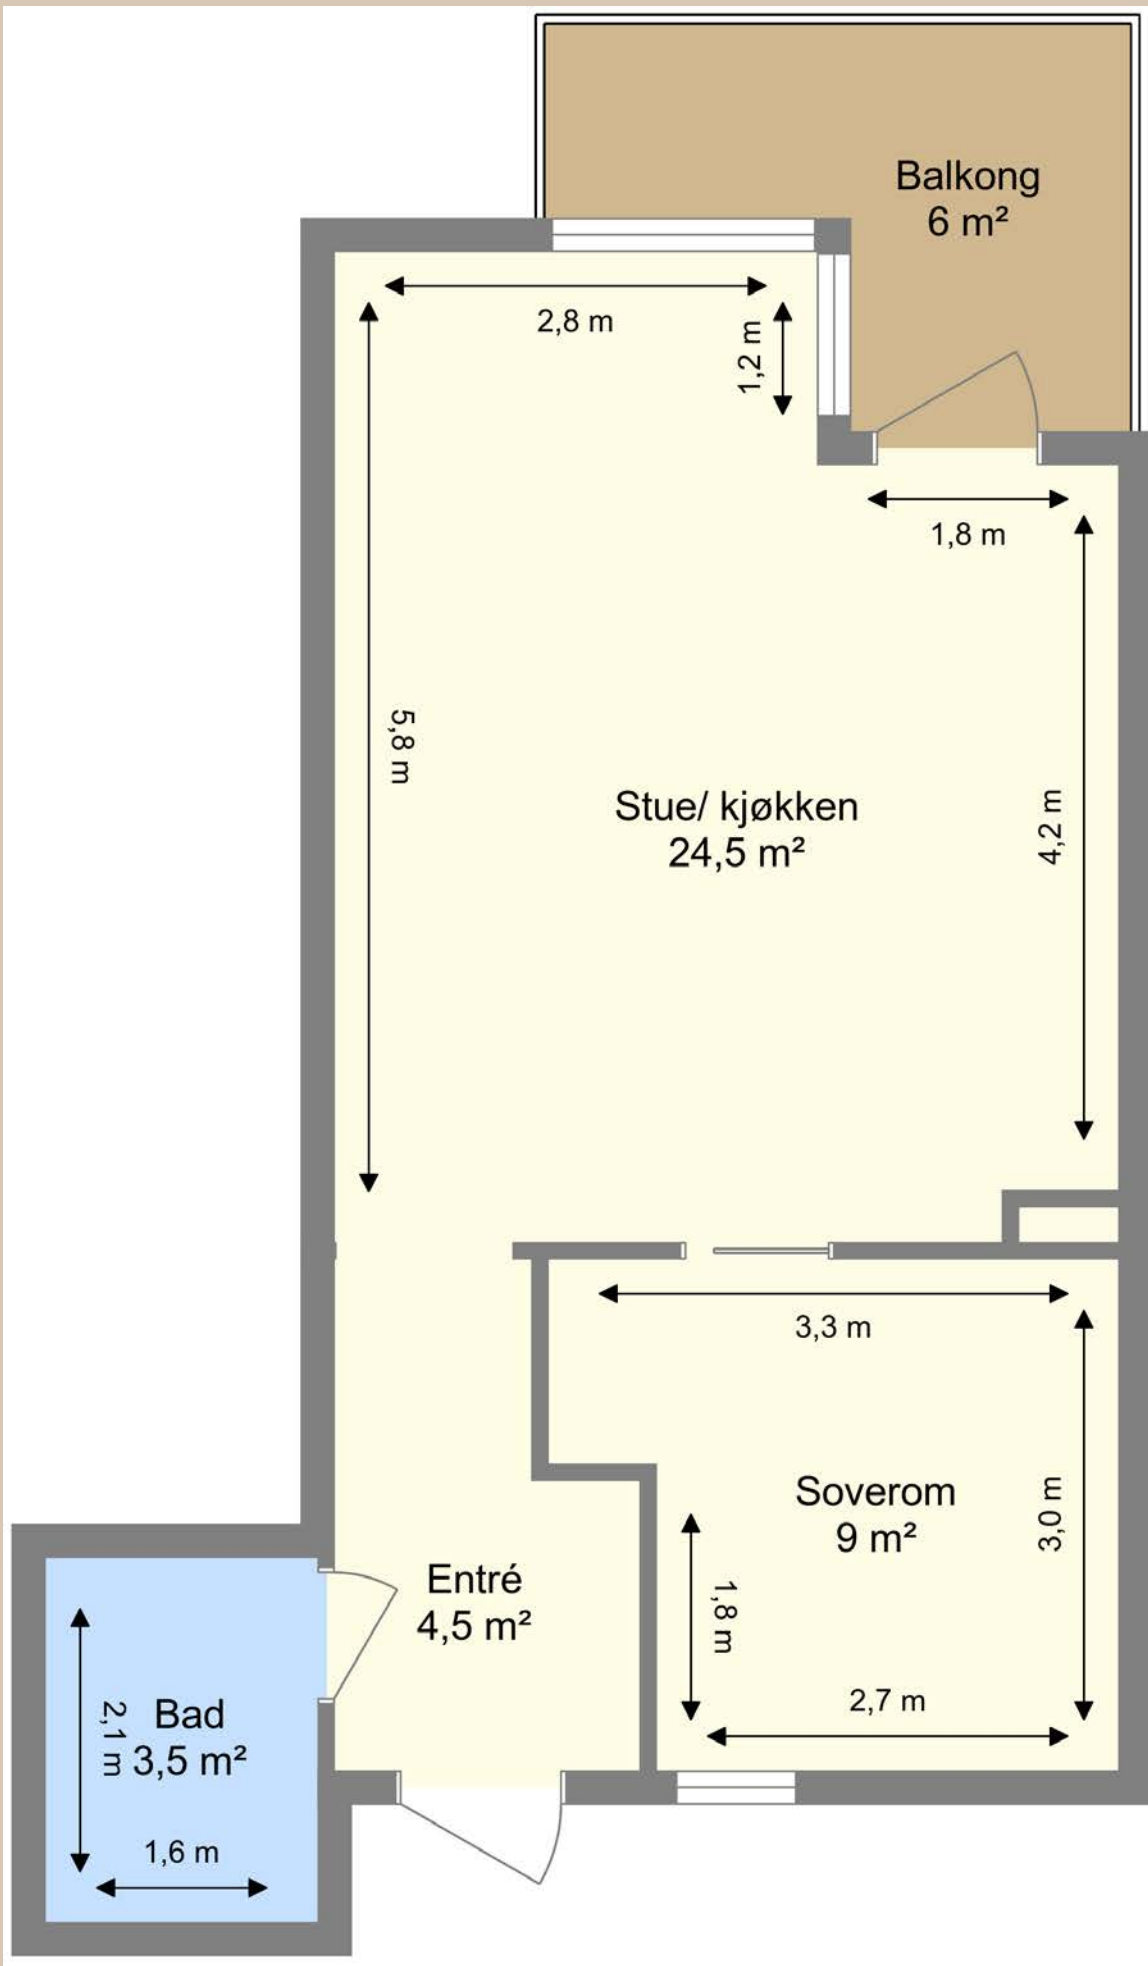 Balkong
6 m²
2,8 m
1,2 m
1,8 m
5,8 m
Stue/ kjøkken
24,5 m²
4,2 m
3,3 m
Soverom
9 m²
3,0 m
Entré
4,5 m²
1,8 m
2,7 m
2,1 m
Bad
3,5 m²
1,6 m